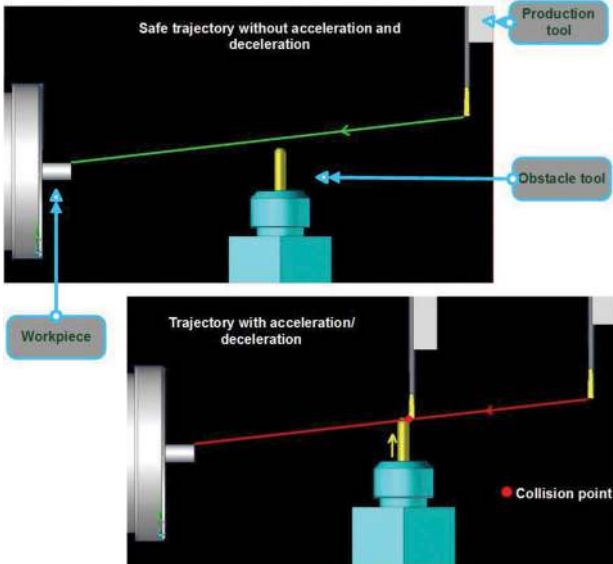 Safe trajectory without acceleration and
deceleration
Production
tool
Obstacle tool
Workpiece
Trajectory with acceleration/
deceleration
Collision point